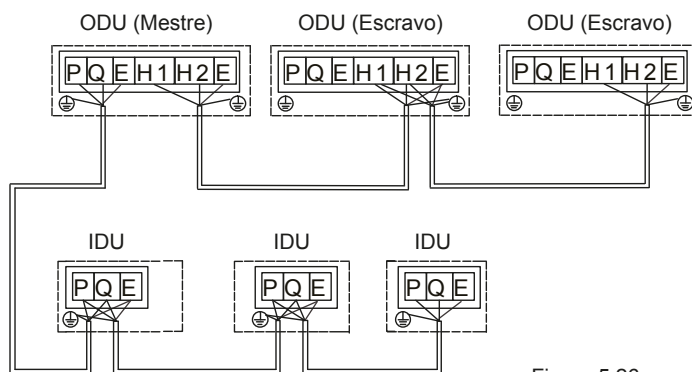 ODU (Mestre) ODU (Escravo) ODU (Escravo)
P Q E H1 H2 E P Q E H1 H2 E P Q E H1 H2 E
IDU IDU IDU
P Q E P Q E P Q E